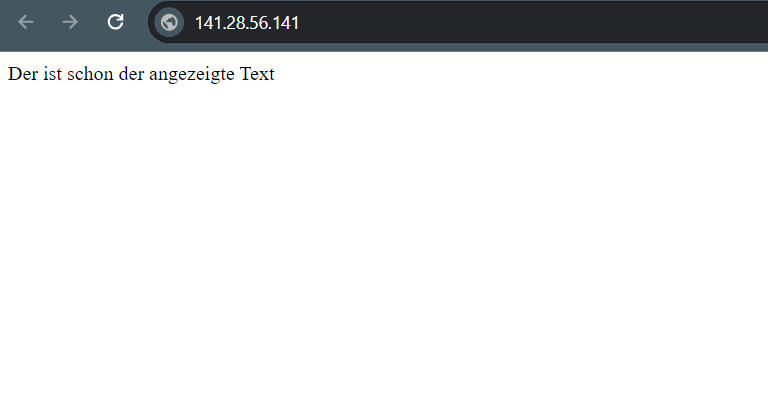 141.28.56.141
Der ist schon der angezeigte Text